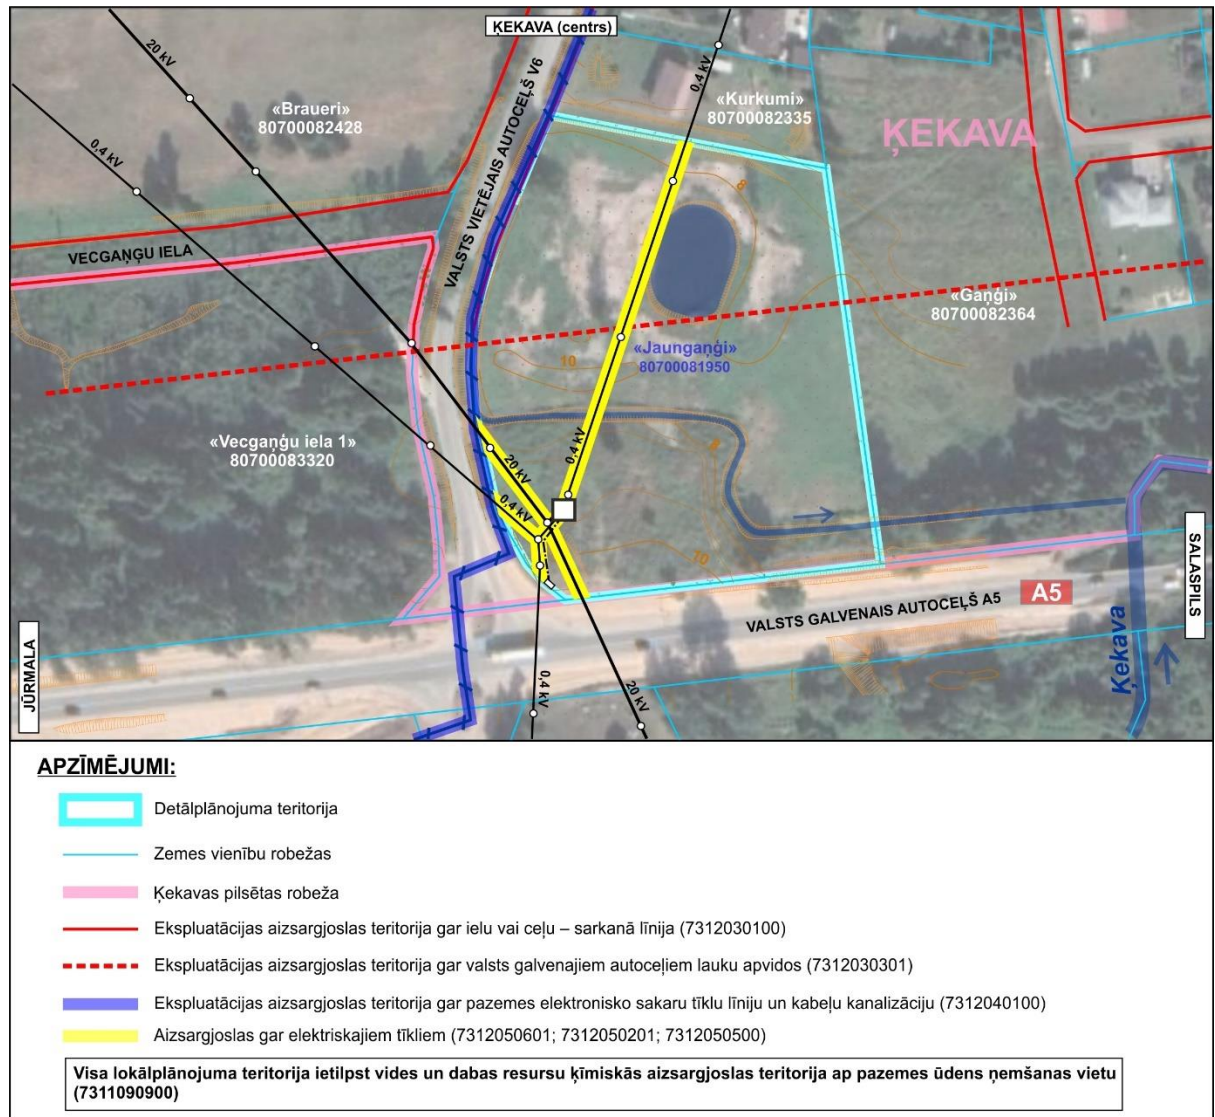 ĶEKAVA (centrs)
20 kV
0,4 kV
«Braueri»
80700082428
0,4 kV
VALSTS VIETĒJAIS AUTOCEĻŠ V6
«Kurkumi»
80700082335
ĶEKAVA
8
VECGAŅĢU IELA
«Gaņģi»
80700082364
«Jaungaņģi»
80700081950
10
«Vecgaņģu iela 1»
80700083320
0,4 kV
20 kV
0,4 kV
8
10
SALASPILS
A5
VALSTS GALVENAIS AUTOCEĻŠ A5
Ķekava
JŪRMALA
0,4 kV
20 kV
APZĪMĒJUMI:
Detālplānojuma teritorija
Zemes vienību robežas
Ķekavas pilsētas robeža
Ekspluatācijas aizsargjoslas teritorija gar ielu vai ceļu – sarkanā līnija (7312030100)
Ekspluatācijas aizsargjoslas teritorija gar valsts galvenajiem autoceļiem lauku apvidos (7312030301)
Ekspluatācijas aizsargjoslas teritorija gar pazemes elektronisko sakaru tīklu līniju un kabeļu kanalizāciju (7312040100)
Aizsargjoslas gar elektriskajiem tīkliem (7312050601; 7312050201; 7312050500)
Visa lokālplānojuma teritorija ietilpst vides un dabas resursu ķīmiskās aizsargjoslas teritorija ap pazemes ūdens ņemšanas vietu
(7311090900)